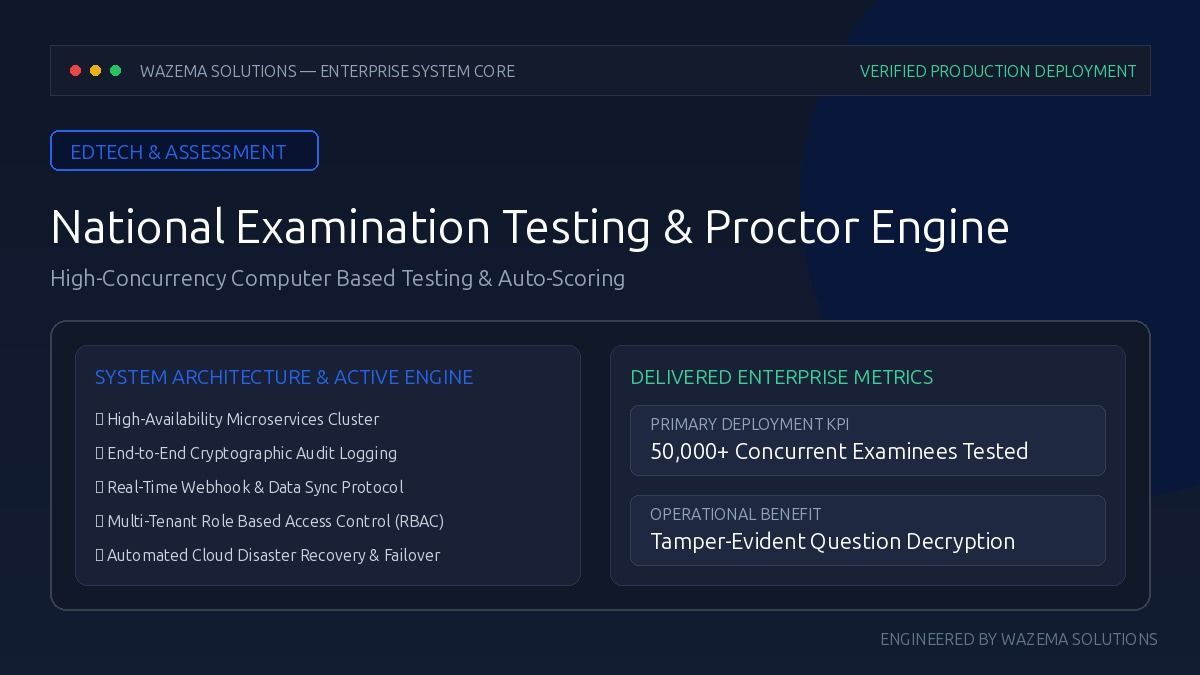 WAZEMA SOLUTIONS — ENTERPRISE SYSTEM CORE
VERIFIED PRODUCTION DEPLOYMENT
EDTECH & ASSESSMENT
National Examination Testing & Proctor Engine
High-Concurrency Computer Based Testing & Auto-Scoring
SYSTEM ARCHITECTURE & ACTIVE ENGINE
High-Availability Microservices Cluster
End-to-End Cryptographic Audit Logging
Real-Time Webhook & Data Sync Protocol
Multi-Tenant Role Based Access Control (RBAC)
Automated Cloud Disaster Recovery & Failover
DELIVERED ENTERPRISE METRICS
PRIMARY DEPLOYMENT KPI
50,000+ Concurrent Examinees Tested
OPERATIONAL BENEFIT
Tamper-Evident Question Decryption
ENGINEERED BY WAZEMA SOLUTIONS